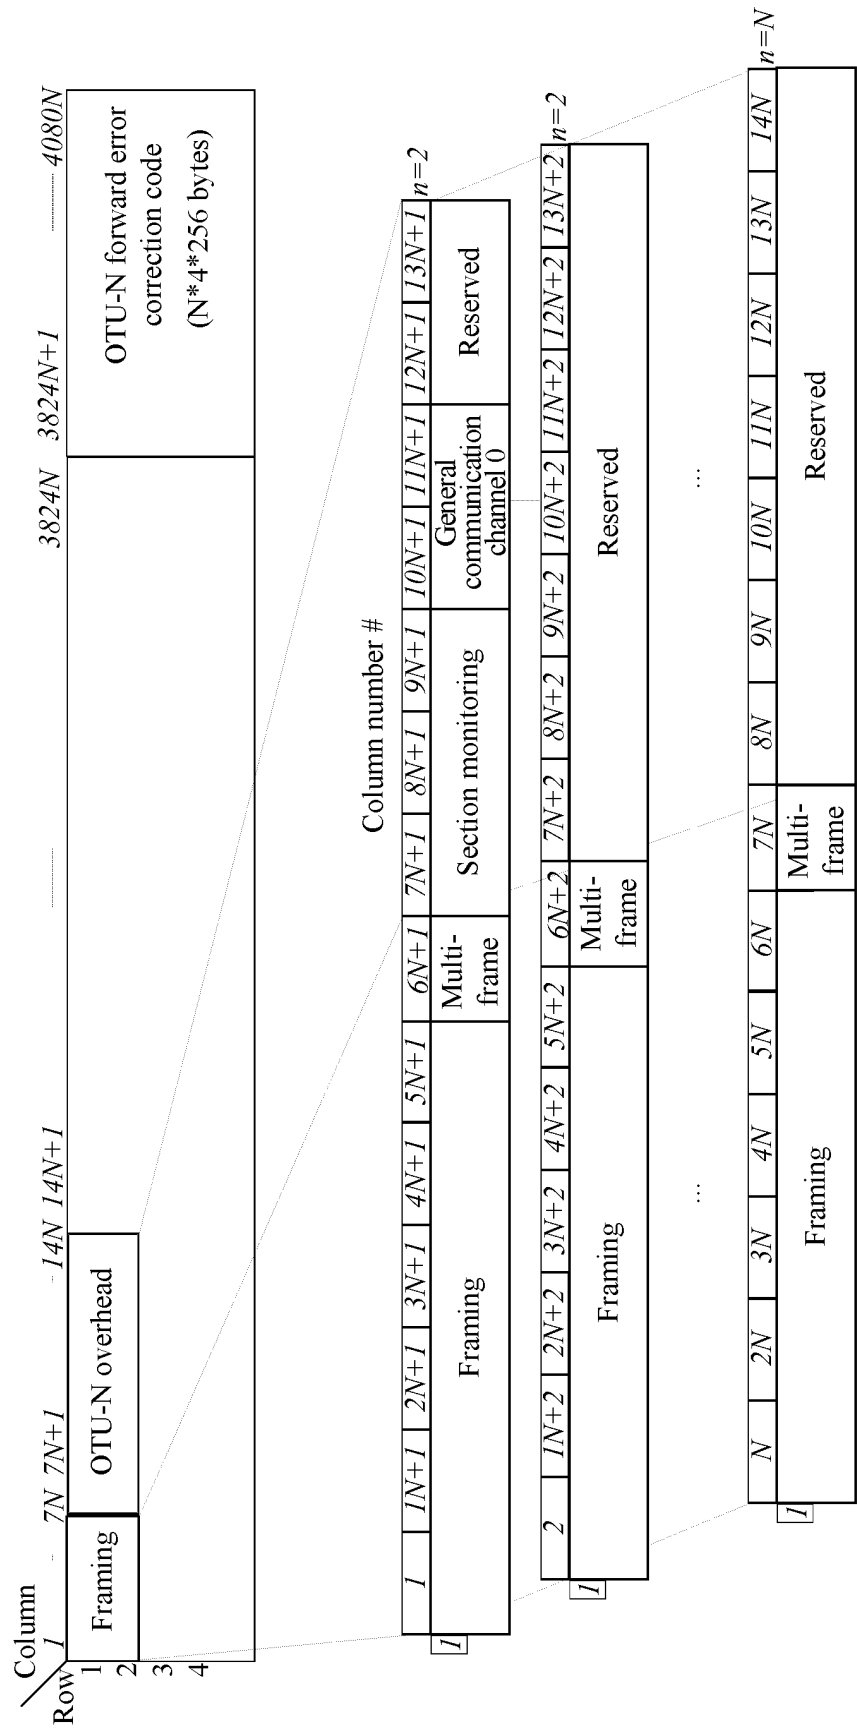 Column
Row
1 ... 7N 7N+1 ... 14N 14N+1 ........ 3824N 3824N+1 ........ 4080N
1
2
3
4
Framing
OTU-N overhead
OTU-N forward error
correction code
(N*4*256 bytes)
Column number #
1 1N+1 2N+1 3N+1 4N+1 5N+1 6N+1 7N+1 8N+1 9N+1 10N+1 11N+1 12N+1 13N+1 n=2
1
Framing
Multi-
frame
Section monitoring
General
communication
channel 0
Reserved
2 1N+2 2N+2 3N+2 4N+2 5N+2 6N+2 7N+2 8N+2 9N+2 10N+2 11N+2 12N+2 13N+2 n=2
1
Framing
Multi-
frame
Reserved
... ...
N 2N 3N 4N 5N 6N 7N 8N 9N 10N 11N 12N 13N 14N n=N
1
Framing
Multi-
frame
Reserved